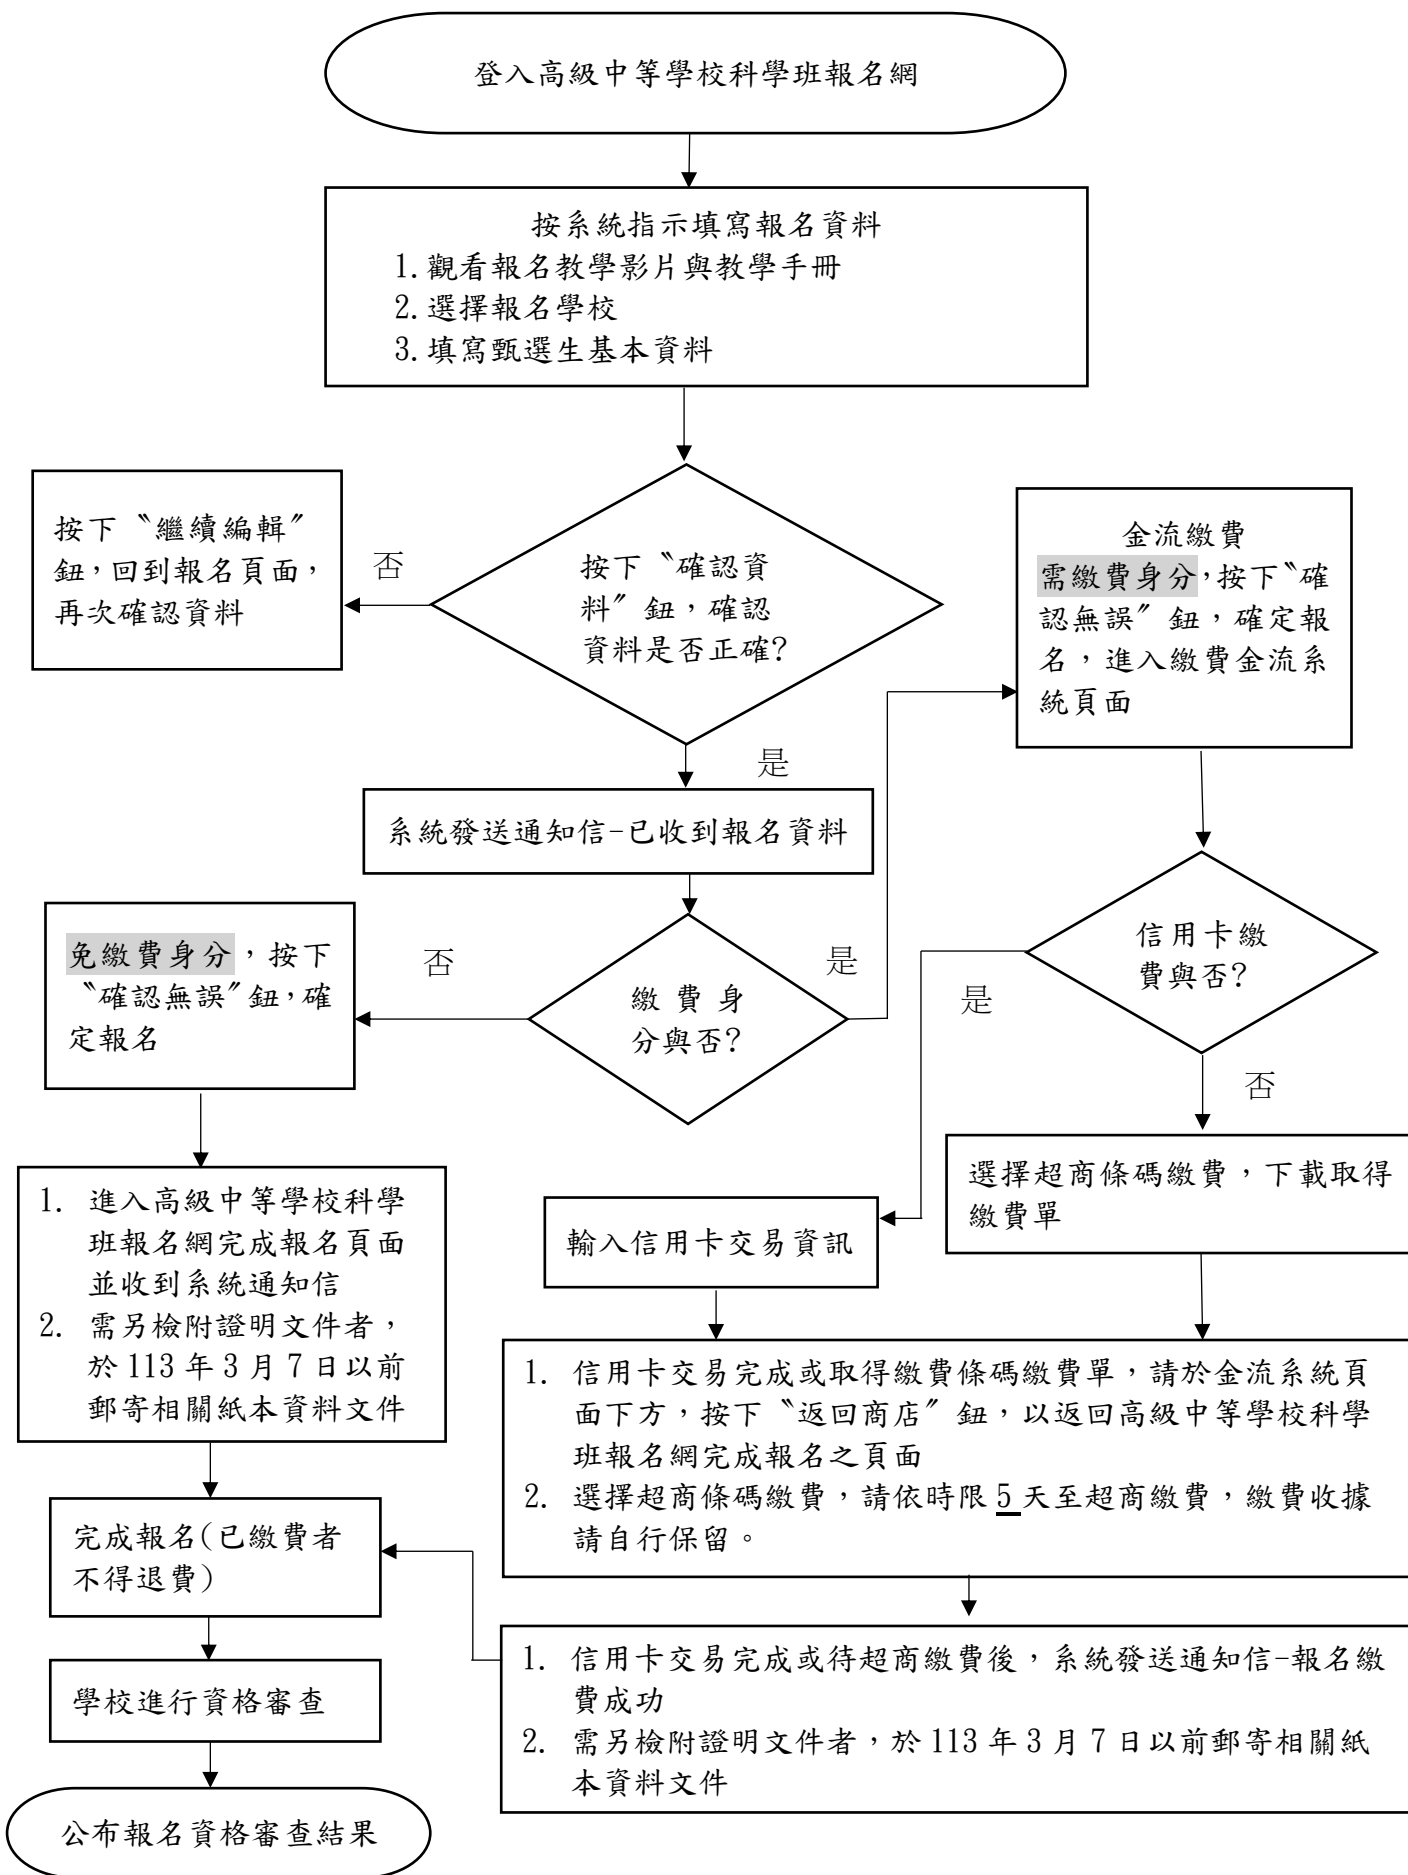 登入高級中等學校科學班報名網
按系統指示填寫報名資料
1.觀看報名教學影片與教學手冊
2.選擇報名學校
3.填寫甄選生基本資料
按下〝繼續編輯〞
鈕，回到報名頁面，
再次確認資料
否
按下〝確認資
料〞鈕，確認
資料是否正確?
是
金流繳費
需繳費身分，按下〝確
認無誤〞鈕，確定報
名，進入繳費金流系
統頁面
系統發送通知信-已收到報名資料
免繳費身分，按下
〝確認無誤〞鈕，確
定報名
否
繳費身
分與否?
是
信用卡繳
費與否?
是
否
選擇超商條碼繳費，下載取得
繳費單
輸入信用卡交易資訊
1. 進入高級中等學校科學
班報名網完成報名頁面
並收到系統通知信
2. 需另檢附證明文件者，
於 113 年 3 月 7 日以前
郵寄相關紙本資料文件
1. 信用卡交易完成或取得繳費條碼繳費單，請於金流系統頁
面下方，按下〝返回商店〞鈕，以返回高級中等學校科學
班報名網完成報名之頁面
2. 選擇超商條碼繳費，請依時限 5 天至超商繳費，繳費收據
請自行保留。
完成報名(已繳費者
不得退費)
1. 信用卡交易完成或待超商繳費後，系統發送通知信-報名繳
費成功
2. 需另檢附證明文件者，於 113 年 3 月 7 日以前郵寄相關紙
本資料文件
學校進行資格審查
公布報名資格審查結果